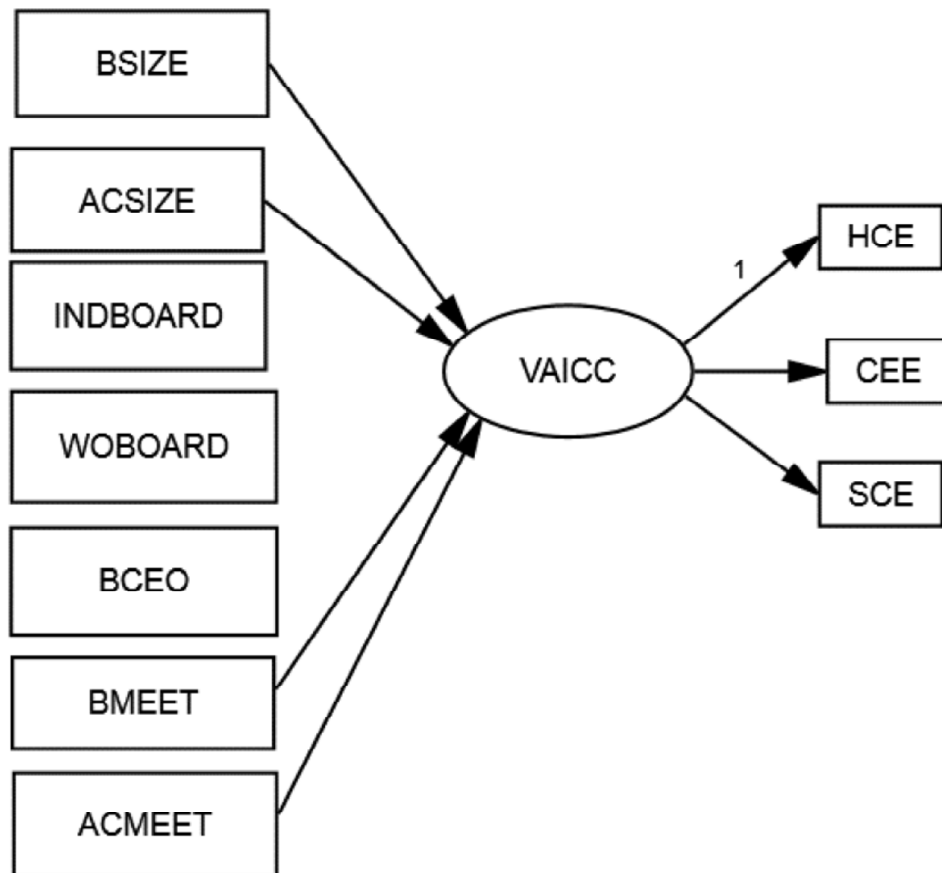 BSIZE
ACSIZE
INDBOARD
WOBOARD
BCEO
BMEET
ACMEET
VAICC
1
HCE
CEE
SCE